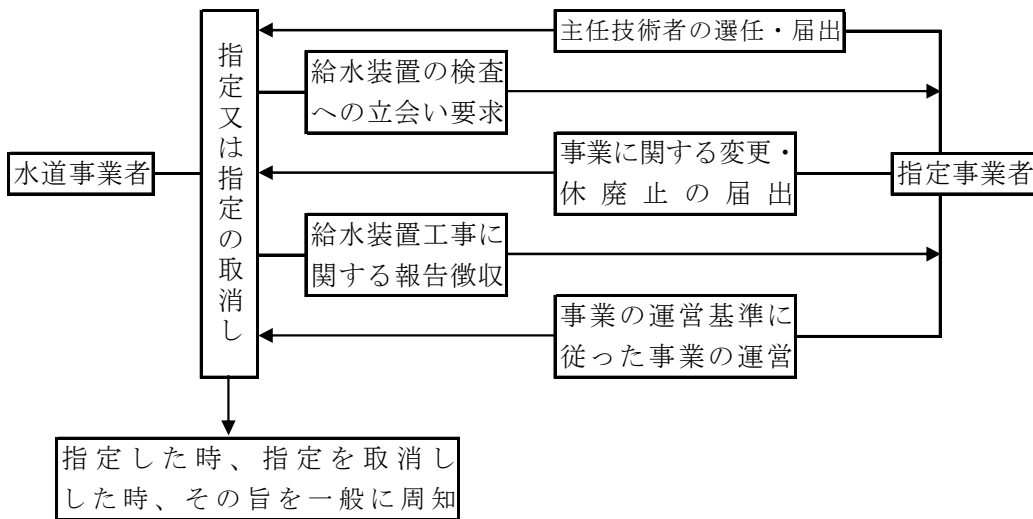 主任技術者の選任・届出
指定又は指定の取消し
給水装置の検査
への立会い要求
水道事業者
事業に関する変更・
休廃止の届出
指定事業者
給水装置工事に
関する報告徴収
事業の運営基準に
従った事業の運営
指定した時、指定を取消し
した時、その旨を一般に周知